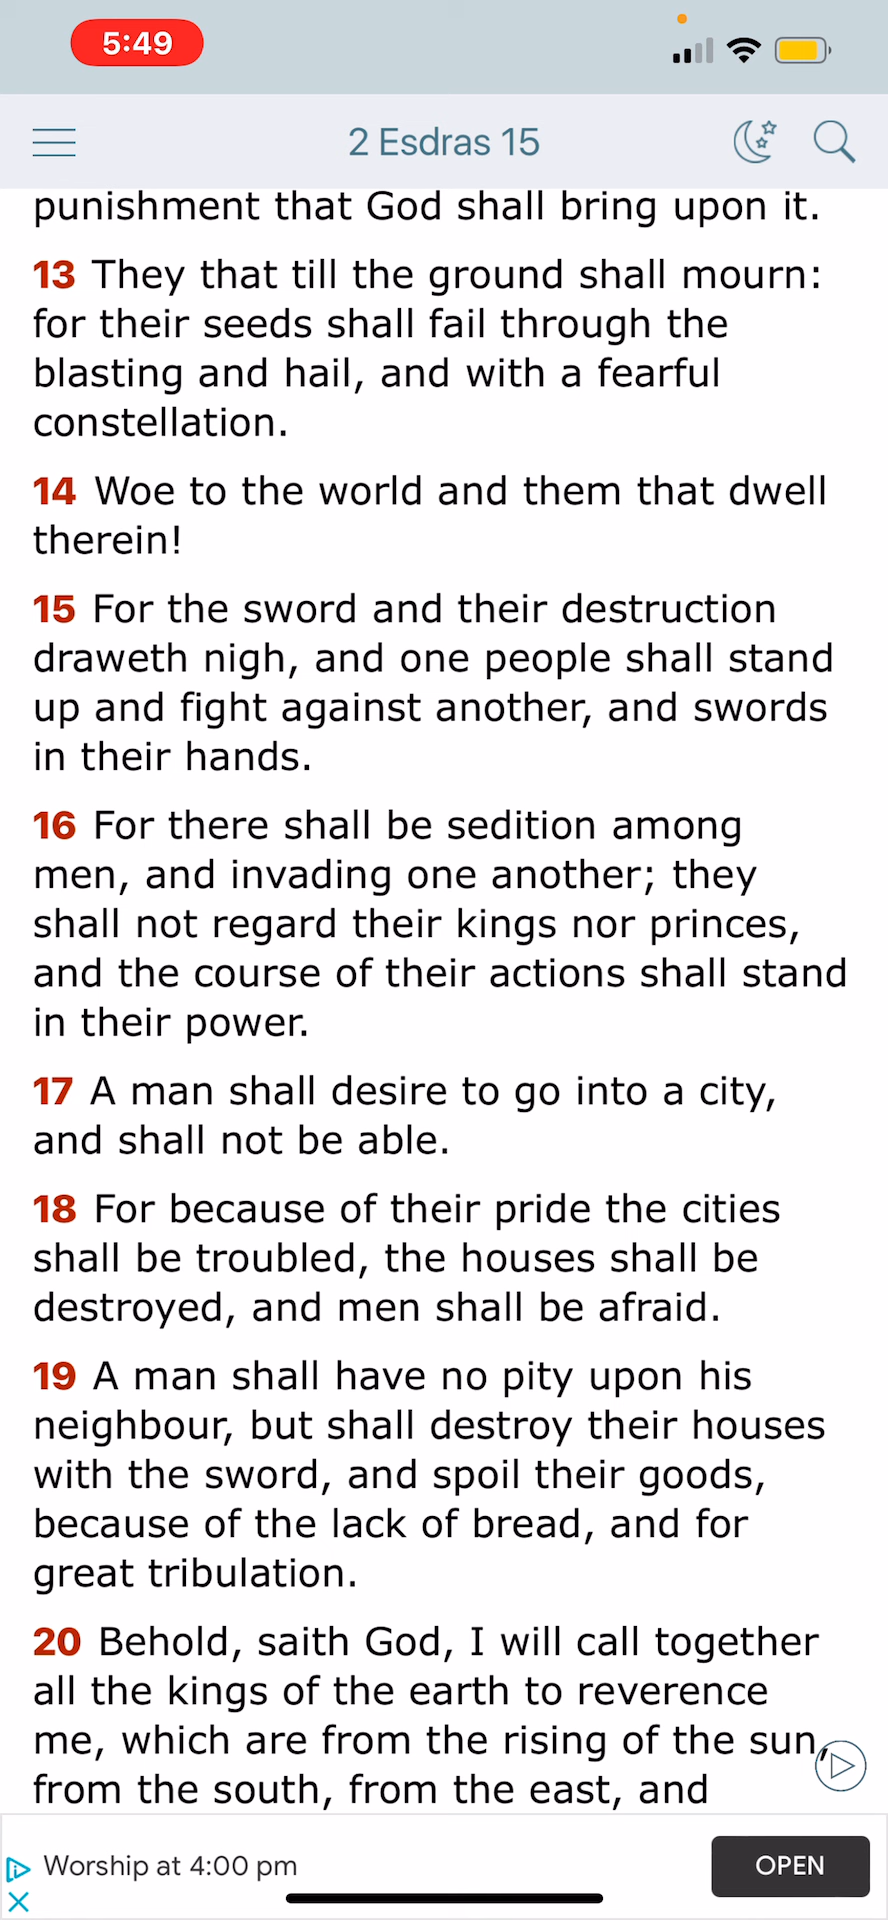 5:49
2 Esdras 15
punishment that God shall bring upon it.
13 They that till the ground shall mourn:
for their seeds shall fail through the
blasting and hail, and with a fearful
constellation.
14 Woe to the world and them that dwell
therein!
15 For the sword and their destruction
draweth nigh, and one people shall stand
up and fight against another, and swords
in their hands.
16 For there shall be sedition among
men, and invading one another; they
shall not regard their kings nor princes,
and the course of their actions shall stand
in their power.
17 A man shall desire to go into a city,
and shall not be able.
18 For because of their pride the cities
shall be troubled, the houses shall be
destroyed, and men shall be afraid.
19 A man shall have no pity upon his
neighbour, but shall destroy their houses
with the sword, and spoil their goods,
because of the lack of bread, and for
great tribulation.
20 Behold, saith God, I will call together
all the kings of the earth to reverence
me, which are from the rising of the sun,
from the south, from the east, and
Worship at 4:00 pm
OPEN